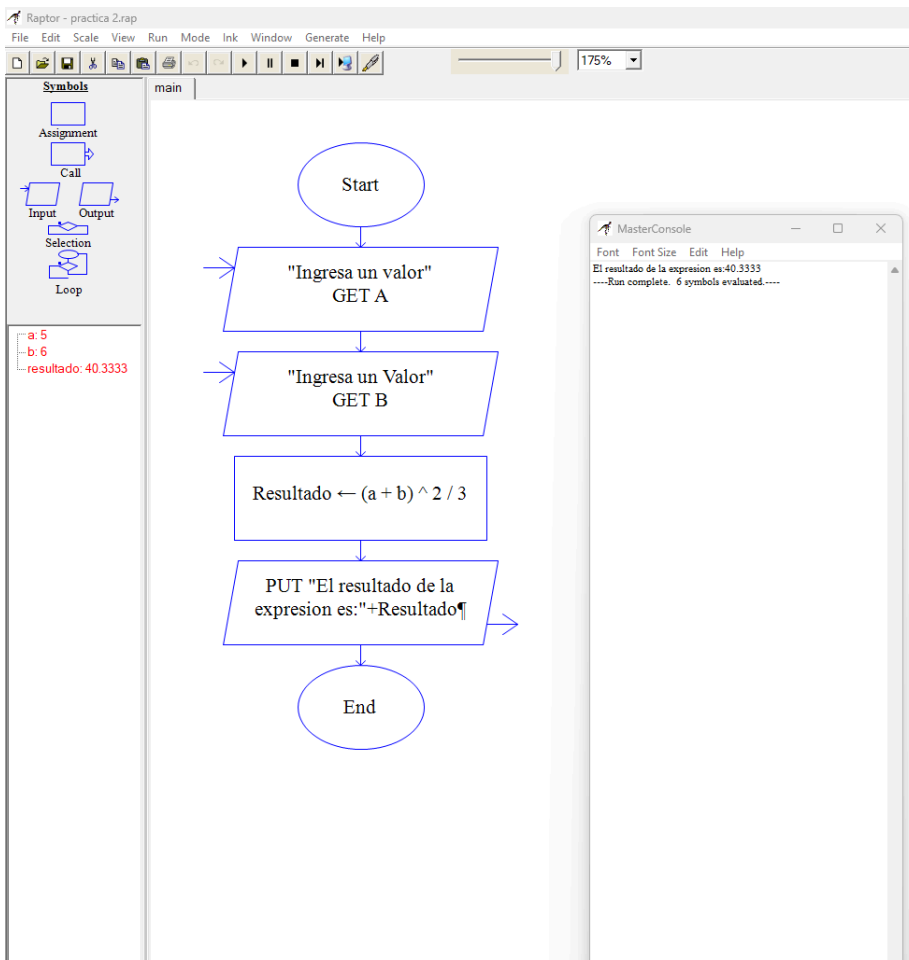 Raptor - practica 2.rap
File Edit Scale View Run Mode Ink Window Generate Help
175%
Symbols
Assignment
Call
Input Output
Selection
Loop
a: 5
b: 6
resultado: 40.3333
main
Start
"Ingresa un valor"
GET A
"Ingresa un Valor"
GET B
Resultado ← (a + b) ^ 2 / 3
PUT "El resultado de la
expresion es:"+Resultado¶
End
MasterConsole
Font Font Size Edit Help
El resultado de la expresion es:40.3333
----Run complete. 6 symbols evaluated.----